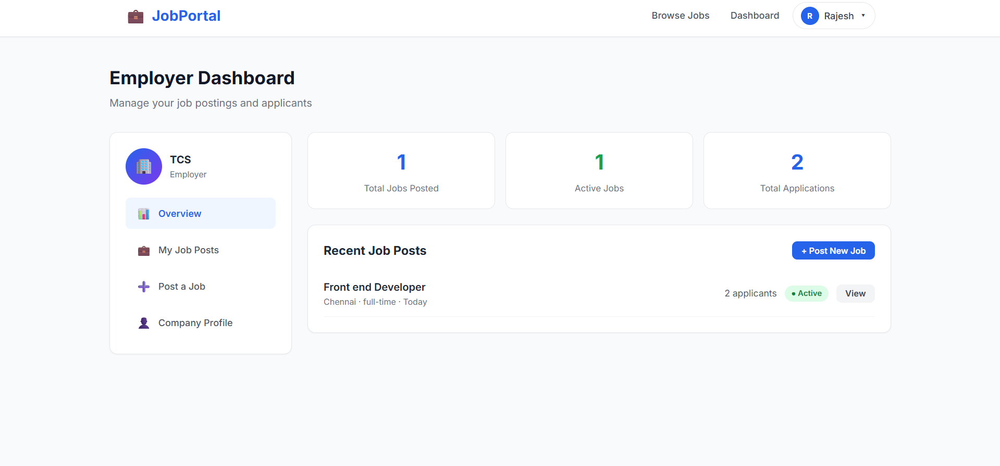 JobPortal
Browse Jobs
Dashboard
R
Rajesh
Employer Dashboard
Manage your job postings and applicants
TCS
Employer
Overview
My Job Posts
Post a Job
Company Profile
1
Total Jobs Posted
1
Active Jobs
2
Total Applications
Recent Job Posts
+ Post New Job
Front end Developer
Chennai · full-time · Today
2 applicants
● Active
View